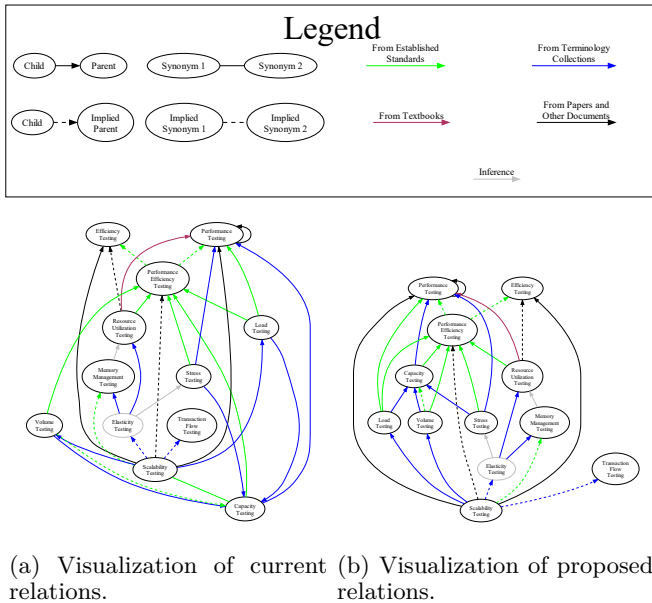 Legend
From Established
Standards
From Terminology
Collections
Child
Parent
Synonym 1
Synonym 2
From Textbooks
From Papers and
Other Documents
Child
Implied
Parent
Implied
Synonym 1
Implied
Synonym 2
Inference
Efficiency
Testing
Performance
Testing
Performance
Efficiency
Testing
Resource
Utilization
Testing
Load
Testing
Memory
Management
Testing
Stress
Testing
Volume
Testing
Elasticity
Testing
Transaction
Flow
Testing
Scalability
Testing
Capacity
Testing
Performance
Testing
Efficiency
Testing
Performance
Efficiency
Testing
Capacity
Testing
Resource
Utilization
Testing
Load
Testing
Volume
Testing
Stress
Testing
Memory
Management
Testing
Elasticity
Testing
Transaction
Flow
Testing
Scalability
Testing
(a) Visualization of current
relations.
(b) Visualization of proposed
relations.